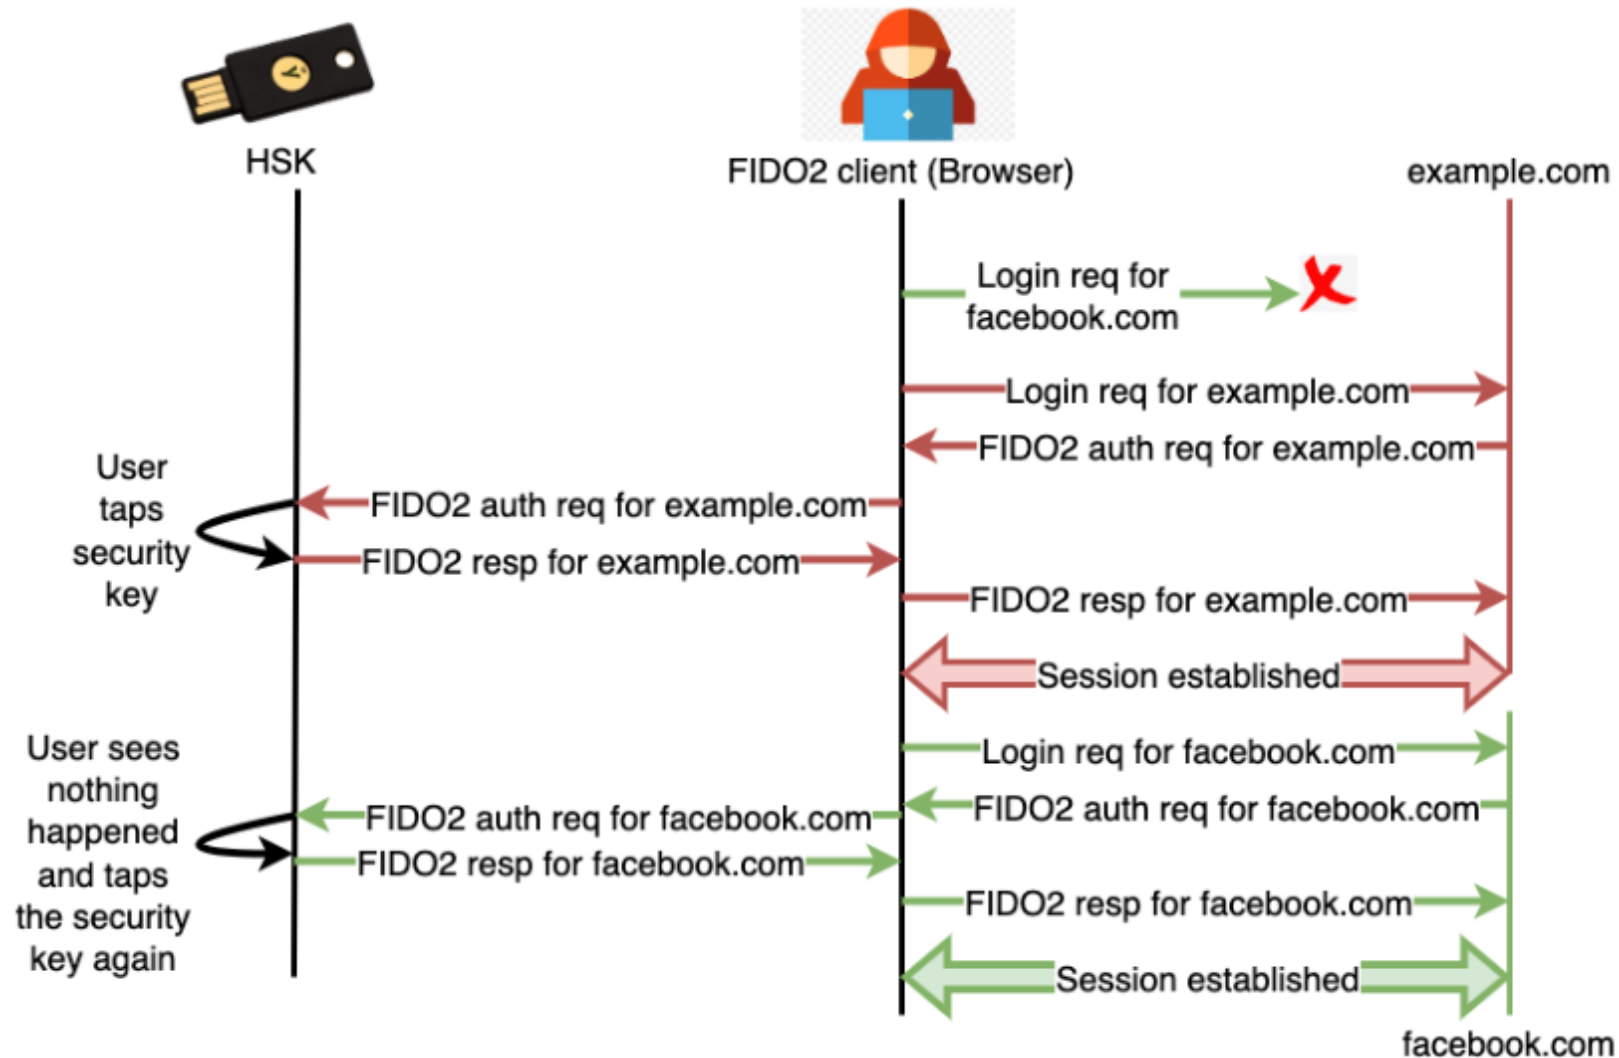 HSK
FIDO2 client (Browser)
example.com
Login req for
facebook.com
Login req for example.com
FIDO2 auth req for example.com
User
taps
security
key
FIDO2 auth req for example.com
FIDO2 resp for example.com
FIDO2 resp for example.com
Session established
User sees
nothing
happened
and taps
the security
key again
Login req for facebook.com
FIDO2 auth req for facebook.com
FIDO2 auth req for facebook.com
FIDO2 resp for facebook.com
FIDO2 resp for facebook.com
Session established
facebook.com